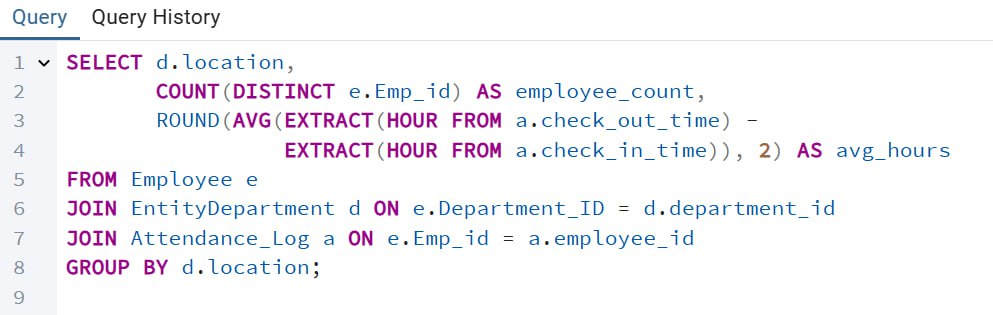 Query Query History
1 SELECT d.location,
2 COUNT(DISTINCT e.Emp_id) AS employee_count,
3 ROUND(AVG(EXTRACT(HOUR FROM a.check_out_time) -
4 EXTRACT(HOUR FROM a.check_in_time)), 2) AS avg_hours
5 FROM Employee e
6 JOIN EntityDepartment d ON e.Department_ID = d.department_id
7 JOIN Attendance_Log a ON e.Emp_id = a.employee_id
8 GROUP BY d.location;
9